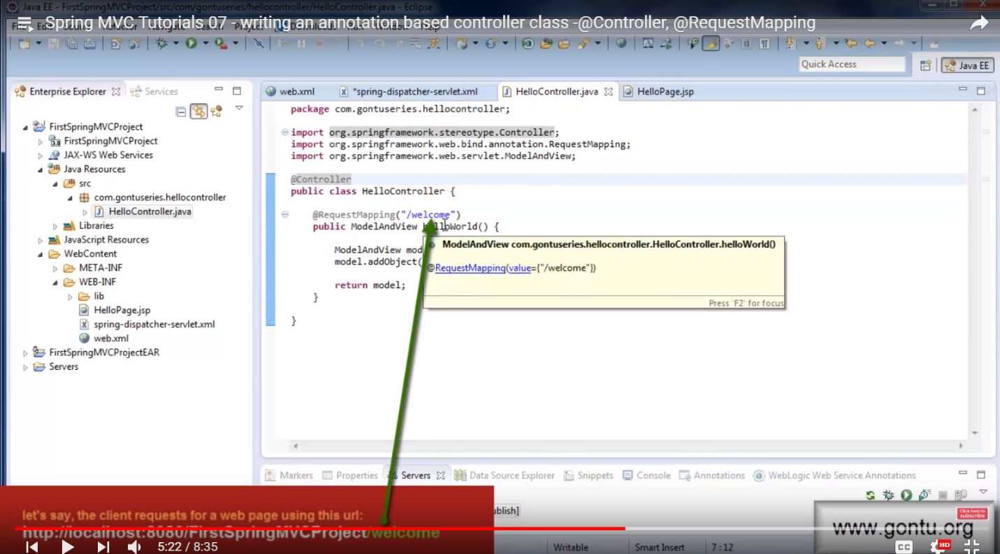 Java EE - FirstSpringMVCProject/src/com/gontuseries/hellocontroller/HelloController.java - Eclipse
Spring MVC Tutorials 07 - writing an annotation based controller class -@Controller, @RequestMapping
Quick Access
Java EE
Enterprise Explorer
Services
web.xml
*spring-dispatcher-servlet.xml
HelloController.java
HelloPage.jsp
FirstSpringMVCProject
FirstSpringMVCProject
JAX-WS Web Services
Java Resources
src
com.gontuseries.hellocontroller
HelloController.java
Libraries
JavaScript Resources
WebContent
META-INF
WEB-INF
lib
HelloPage.jsp
spring-dispatcher-servlet.xml
web.xml
FirstSpringMVCProjectEAR
Servers
package com.gontuseries.hellocontroller;
import org.springframework.stereotype.Controller;
import org.springframework.web.bind.annotation.RequestMapping;
import org.springframework.web.servlet.ModelAndView;
@Controller
public class HelloController {
@RequestMapping("/welcome")
public ModelAndView helloWorld() {
ModelAndView mod
model.addObject(
return model;
}
}
ModelAndView com.gontuseries.hellocontroller.HelloController.helloWorld()
@RequestMapping(value={"/welcome"})
Press 'F2' for focus
Markers
Properties
Servers
Data Source Explorer
Snippets
Console
Annotations
WebLogic Web Service Annotations
let's say, the client requests for a web page using this url:
http://localhost:8080/FirstSpringMVCProject/welcome
ublish]
Click here to
subscribe
www.gontu.org
5:22 / 8:35
Writable
Smart Insert
7 : 12
CC
HD